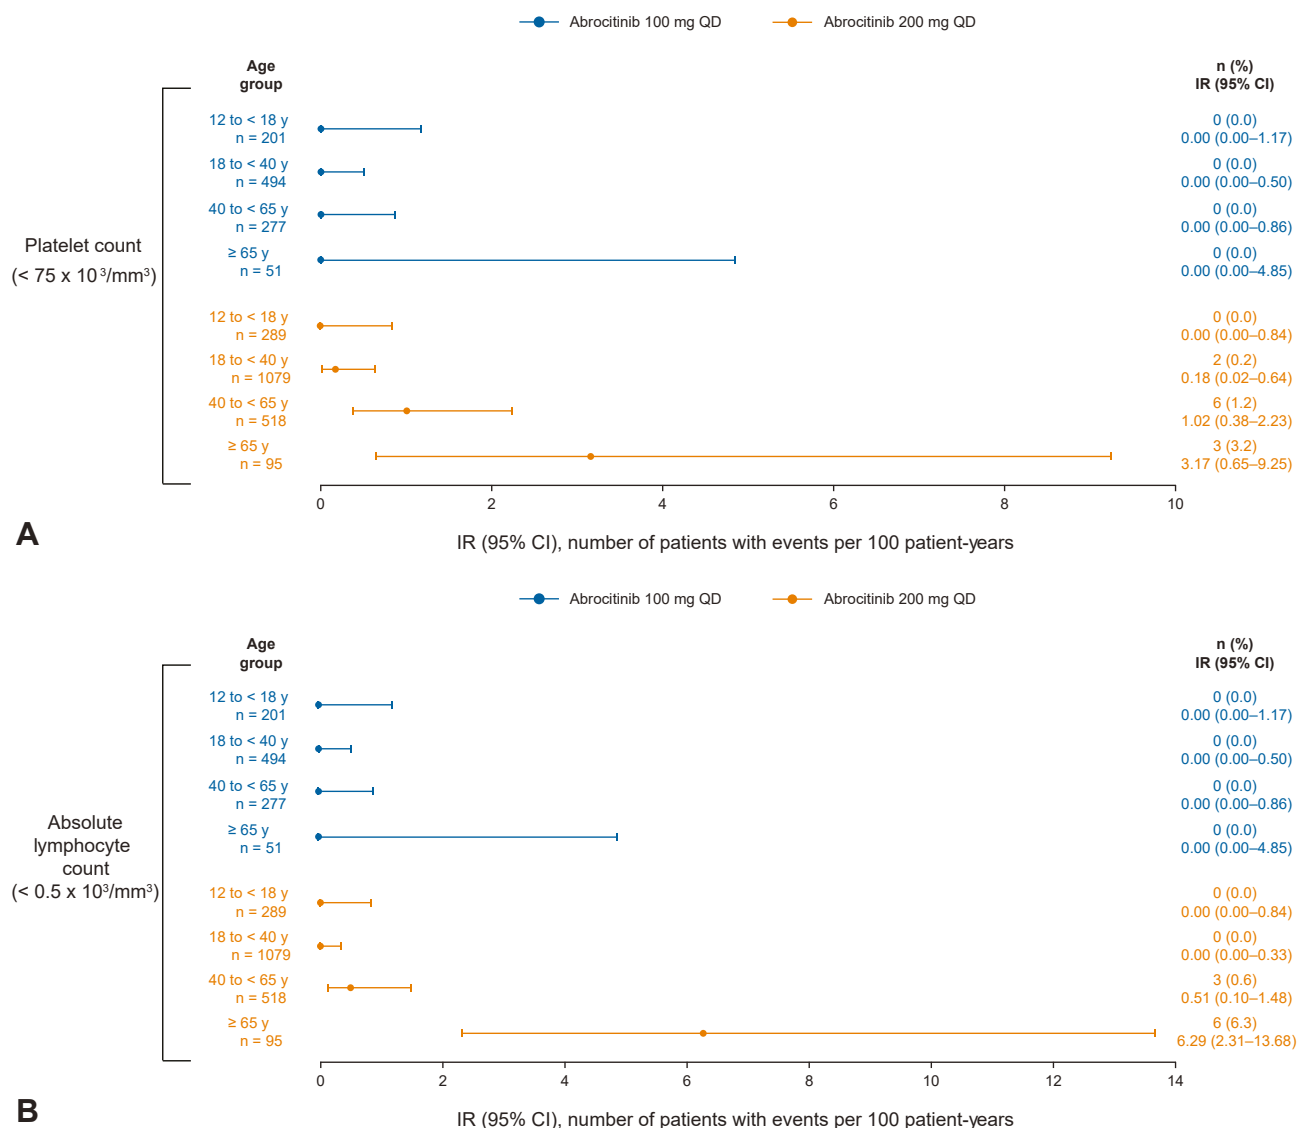 Abrocitinib 100 mg QD Abrocitinib 200 mg QD
Age
group
n (%)
IR (95% CI)
Platelet count
(< 75 x 10³/mm³)
12 to < 18 y
n = 201
0 (0.0)
0.00 (0.00–1.17)
18 to < 40 y
n = 494
0 (0.0)
0.00 (0.00–0.50)
40 to < 65 y
n = 277
0 (0.0)
0.00 (0.00–0.86)
≥ 65 y
n = 51
0 (0.0)
0.00 (0.00–4.85)
12 to < 18 y
n = 289
0 (0.0)
0.00 (0.00–0.84)
18 to < 40 y
n = 1079
2 (0.2)
0.18 (0.02–0.64)
40 to < 65 y
n = 518
6 (1.2)
1.02 (0.38–2.23)
≥ 65 y
n = 95
3 (3.2)
3.17 (0.65–9.25)
0 2 4 6 8 10
A
IR (95% CI), number of patients with events per 100 patient-years
Abrocitinib 100 mg QD Abrocitinib 200 mg QD
Age
group
n (%)
IR (95% CI)
Absolute
lymphocyte
count
(< 0.5 x 10³/mm³)
12 to < 18 y
n = 201
0 (0.0)
0.00 (0.00–1.17)
18 to < 40 y
n = 494
0 (0.0)
0.00 (0.00–0.50)
40 to < 65 y
n = 277
0 (0.0)
0.00 (0.00–0.86)
≥ 65 y
n = 51
0 (0.0)
0.00 (0.00–4.85)
12 to < 18 y
n = 289
0 (0.0)
0.00 (0.00–0.84)
18 to < 40 y
n = 1079
0 (0.0)
0.00 (0.00–0.33)
40 to < 65 y
n = 518
3 (0.6)
0.51 (0.10–1.48)
≥ 65 y
n = 95
6 (6.3)
6.29 (2.31–13.68)
0 2 4 6 8 10 12 14
B
IR (95% CI), number of patients with events per 100 patient-years